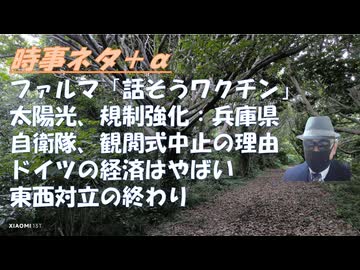 時事ネタ＋α
ファルマ「話そうワクチン」
太陽光、規制強化：兵庫県
自衛隊、観閲式中止の理由
ドイツの経済はやばい
東西対立の終わり
XIAOMI 15T